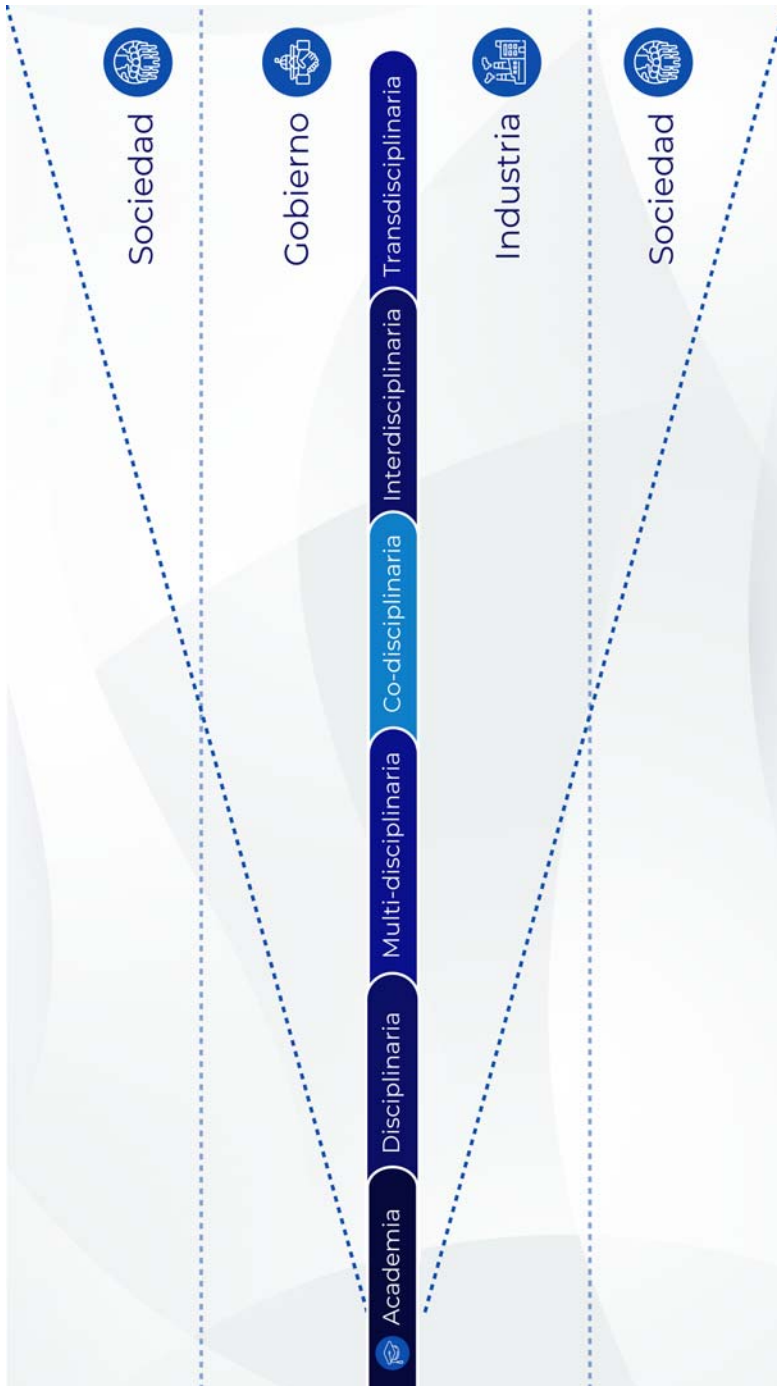 Sociedad
Gobierno
Academia
Disciplinaria
Multi-disciplinaria
Co-disciplinaria
Interdisciplinaria
Transdisciplinaria
Industria
Sociedad